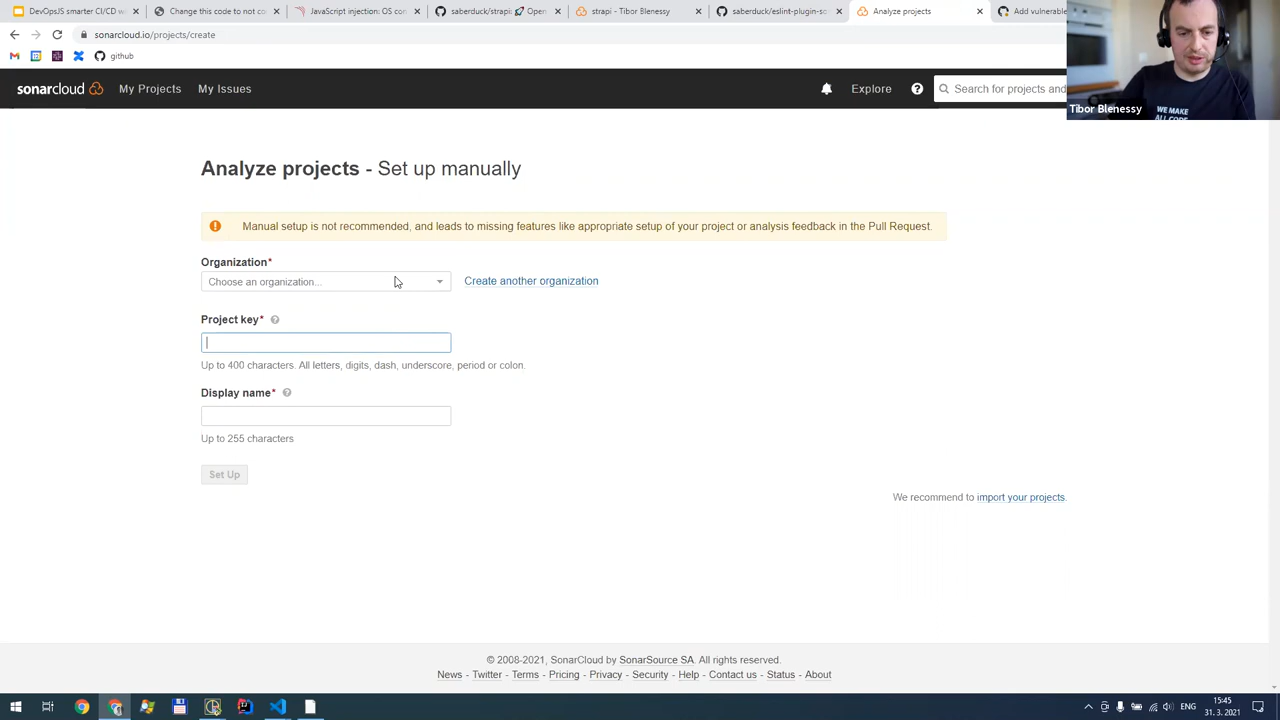 DevOpsJS smarter CI/CD w
Change this code to not co
JavaScript injection: OS co
saberduck/strapi
Open
strapi - Tibor Blenessy
saberduck/eslint-plugin-so
Analyze projects
Add vulnerable
sonarcloud.io/projects/create
github
sonarcloud
My Projects
My Issues
Explore
Search for projects and
WE MAKE
ALL CODE
Tibor Blenessy
Analyze projects - Set up manually
Manual setup is not recommended, and leads to missing features like appropriate setup of your project or analysis feedback in the Pull Request.
Organization*
Choose an organization...
Create another organization
Project key*
Up to 400 characters. All letters, digits, dash, underscore, period or colon.
Display name*
Up to 255 characters
Set Up
We recommend to import your projects.
© 2008-2021, SonarCloud by SonarSource SA. All rights reserved.
News - Twitter - Terms - Pricing - Privacy - Security - Help - Contact us - Status - About
ENG
15:45
31. 3. 2021